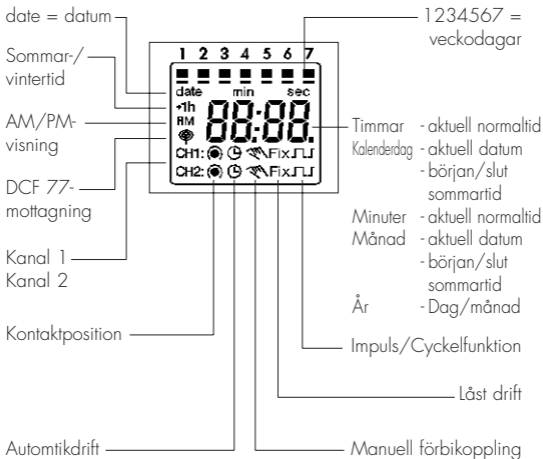 date = datum
1234567 =
veckodagar
Sommar-/
vintertid
AM/PM-
visning
DCF 77-
mottagning
Kanal 1
Kanal 2
Kontaktposition
Automtikdrift
1 2 3 4 5 6 7
date min sec
+1h
AM
88:88.
CH1: Fix
CH2: Fix
Timmar - aktuell normaltid
Kalenderdag - aktuell datum
- början/slut
sommartid
Minuter - aktuell normaltid
Månad - aktuell datum
- början/slut
sommartid
År - Dag/månad
Impuls/Cyckelfunktion
Låst drift
Manuell förbikoppling